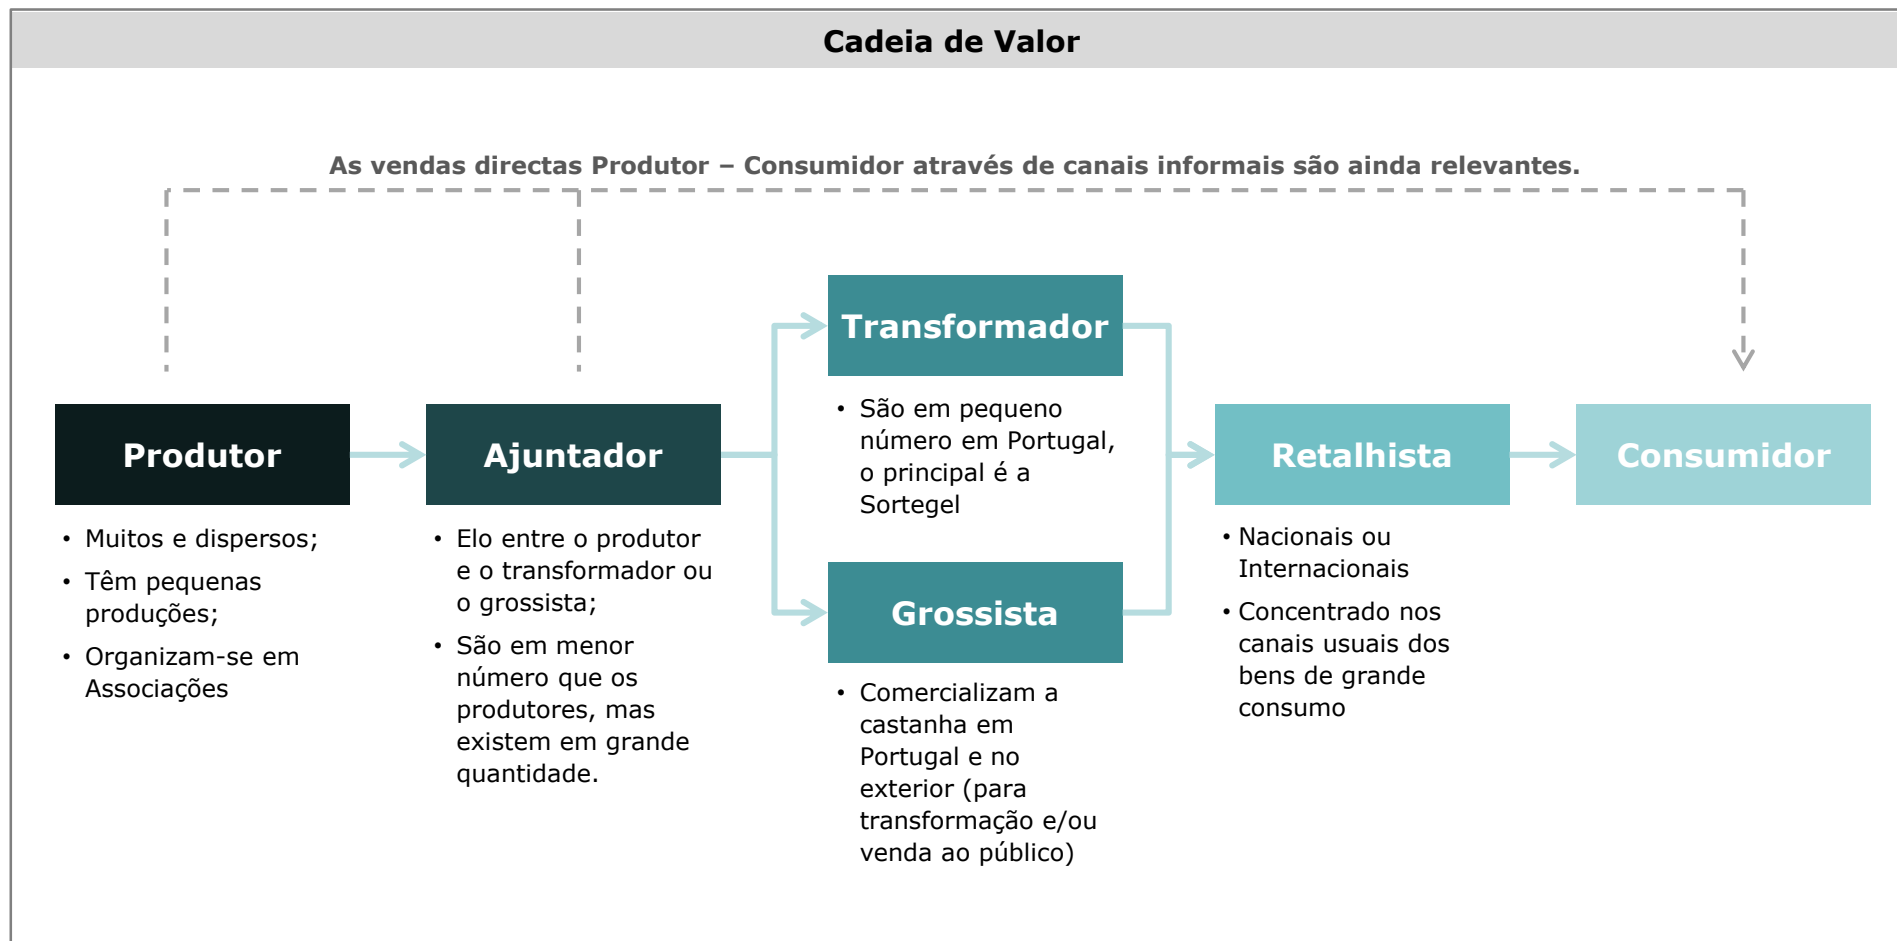 Cadeia de Valor
As vendas directas Produtor – Consumidor através de canais informais são ainda relevantes.
Produtor
• Muitos e dispersos;
• Têm pequenas
produções;
• Organizam-se em
Associações
Ajuntador
• Elo entre o produtor
e o transformador ou
o grossista;
• São em menor
número que os
produtores, mas
existem em grande
quantidade.
Transformador
• São em pequeno
número em Portugal,
o principal é a
Sortegel
Grossista
• Comercializam a
castanha em
Portugal e no
exterior (para
transformação e/ou
venda ao público)
Retalhista
• Nacionais ou
Internacionais
• Concentrado nos
canais usuais dos
bens de grande
consumo
Consumidor